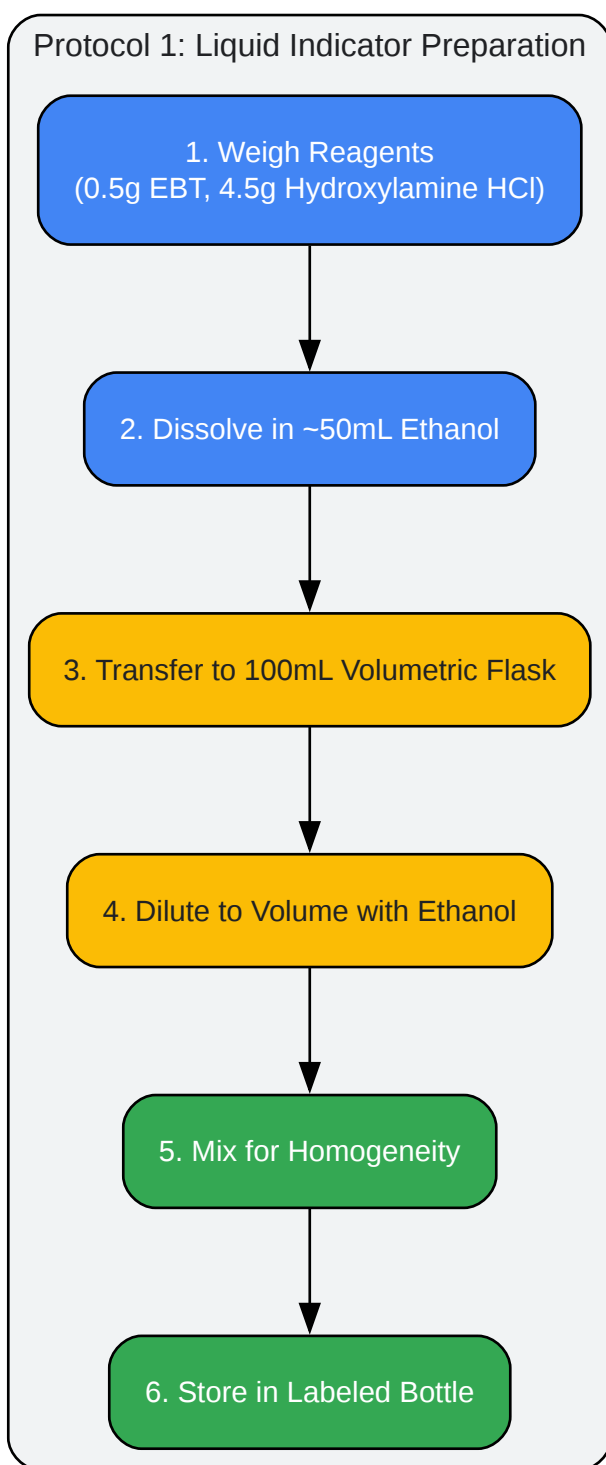 Protocol 1: Liquid Indicator Preparation
1. Weigh Reagents
(0.5g EBT, 4.5g Hydroxylamine HCl)
2. Dissolve in ~50mL Ethanol
3. Transfer to 100mL Volumetric Flask
4. Dilute to Volume with Ethanol
5. Mix for Homogeneity
6. Store in Labeled Bottle